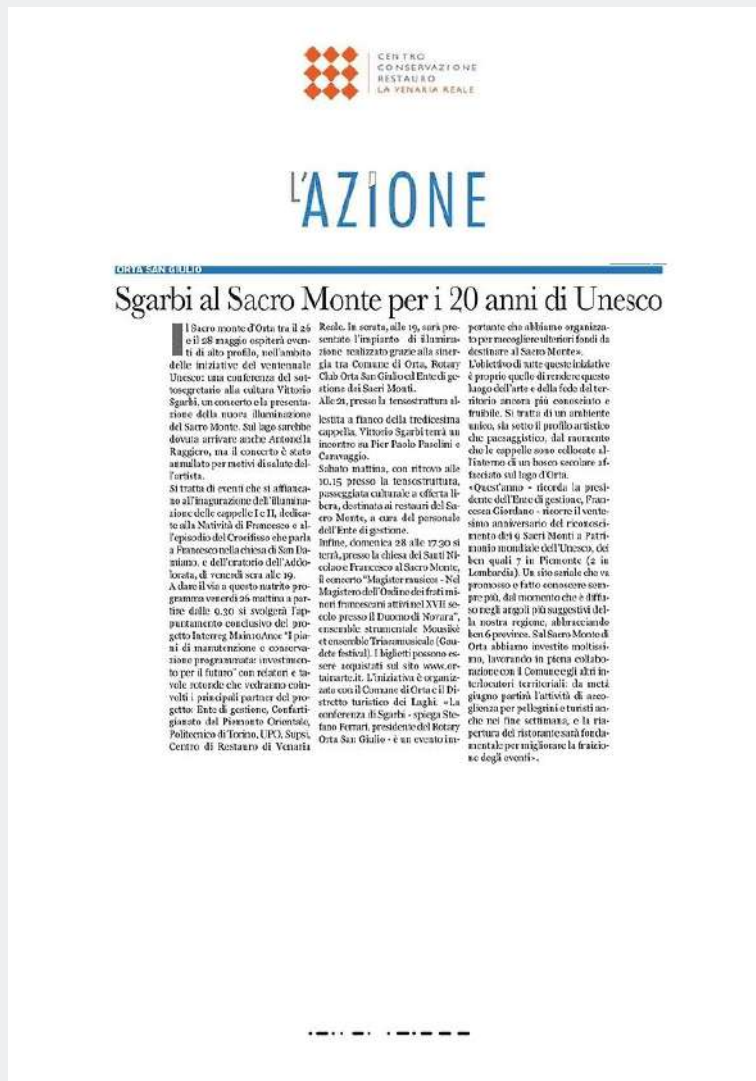 CENTRO
CONSERVAZIONE
RESTAURO
LA VENARIA REALE
L'AZIONE
ORTA SAN GIULIO
Sgarbi al Sacro Monte per i 20 anni di Unesco
Il Sacro monte d'Orta tra il 26
e il 28 maggio ospiterà even-
ti di alto profilo, nell'ambito
delle iniziative del ventennale
Unesco: una conferenza del sot-
tosegretario alla cultura Vittorio
Sgarbi, un concerto e la presenta-
zione della nuova illuminazione
del Sacro Monte. Sul lago sarebbe
dovuta arrivare anche Antonella
Ruggiero, ma il concerto è stato
annullato per motivi di salute del-
l'artista.
Si tratta di eventi che si affianca-
no all'inagurazione dell'illumina-
zione delle cappelle I e II, dedica-
te alla Natività di Francesco e al-
l'episodio del Crocifisso che parla
a Francesco nella chiesa di San Da-
miano, e dell'oratorio dell'Addo-
lorata, di venerdì sera alle 19.
A dare il via a questo nutrito pro-
gramma venerdì 26 mattina a par-
tire dalle 9.30 si svolgerà l'ap-
puntamento conclusivo del pro-
getto Interreg Main10Ance "I pia-
ni di manutenzione e conserva-
zione programmata: investimen-
to per il futuro" con relatori e ta-
vole rotonde che vedranno coin-
volti i principali partner del pro-
getto: Ente di gestione, Confarti-
gianato del Piemonte Orientale,
Politecnico di Torino, UPO, Supsi,
Centro di Restauro di Venaria
Reale. In serata, alle 19, sarà pre-
sentato l'impianto di illumina-
zione realizzato grazie alla siner-
gia tra Comune di Orta, Rotary
Club Orta San Giulio ed Ente di ge-
stione dei Sacri Monti.
Alle 21, presso la tensostruttura al-
lestita a fianco della tredicesima
cappella, Vittorio Sgarbi terrà un
incontro su Pier Paolo Pasolini e
Caravaggio.
Sabato mattina, con ritrovo alle
10.15 presso la tensostruttura,
passeggiata culturale a offerta li-
bera, destinata ai restauri del Sa-
cro Monte, a cura del personale
dell'Ente di gestione.
Infine, domenica 28 alle 17.30 si
terrà, presso la chiesa dei Santi Ni-
colao e Francesco al Sacro Monte,
il concerto "Magister musices - Nel
Magistero dell'Ordine dei frati mi-
nori francescani attivi nel XVII se-
colo presso il Duomo di Novara",
ensemble strumentale Mousiké
et ensemble Triaramusicale (Gau-
dete festival). I biglietti possono es-
sere acquistati sul sito www.or-
tainarte.it. L'iniziativa è organiz-
zata con il Comune di Orta e il Di-
stretto turistico dei Laghi. «La
conferenza di Sgarbi - spiega Ste-
fano Ferrari, presidente del Rotary
Orta San Giulio - è un evento im-
portante che abbiamo organizza-
to per raccogliere ulteriori fondi da
destinare al Sacro Monte».
L'obiettivo di tutte queste iniziative
è proprio quello di rendere questo
luogo dell'arte e della fede del ter-
ritorio ancora più conosciuto e
fruibile. Si tratta di un ambiente
unico, sia sotto il profilo artistico
che paesaggistico, dal momento
che le cappelle sono collocate al-
l'interno di un bosco secolare af-
facciato sul lago d'Orta.
«Quest'anno - ricorda la presi-
dente dell'Ente di gestione, Fran-
cesca Giordano - ricorre il vente-
simo anniversario del riconosci-
mento dei 9 Sacri Monti a Patri-
monio mondiale dell'Unesco, dei
ben quali 7 in Piemonte (2 in
Lombardia). Un sito seriale che va
promosso e fatto conoscere sem-
pre più, dal momento che è diffu-
so negli angoli più suggestivi del-
la nostra regione, abbracciando
ben 6 province. Sul Sacro Monte di
Orta abbiamo investito moltissi-
mo, lavorando in piena collabo-
razione con il Comune e gli altri in-
terlocutori territoriali: da metà
giugno partirà l'attività di acco-
glienza per pellegrini e turisti an-
che nei fine settimana, e la ria-
pertura del ristorante sarà fonda-
mentale per migliorare la fruizio-
ne degli eventi».